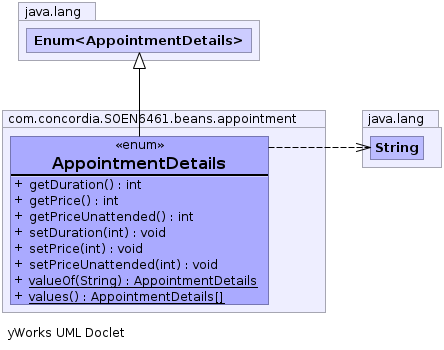 java.lang
Enum<AppointmentDetails>
com.concordia.SOEN6461.beans.appointment
java.lang
«enum»
String
AppointmentDetails
+ getDuration() : int
+ getPrice() : int
+ getPriceUnattended() : int
+ setDuration(int) : void
+ setPrice(int) : void
+ setPriceUnattended(int) : void
+ valueOf(String) : AppointmentDetails
+ values() : AppointmentDetails[]
yWorks UML Doclet